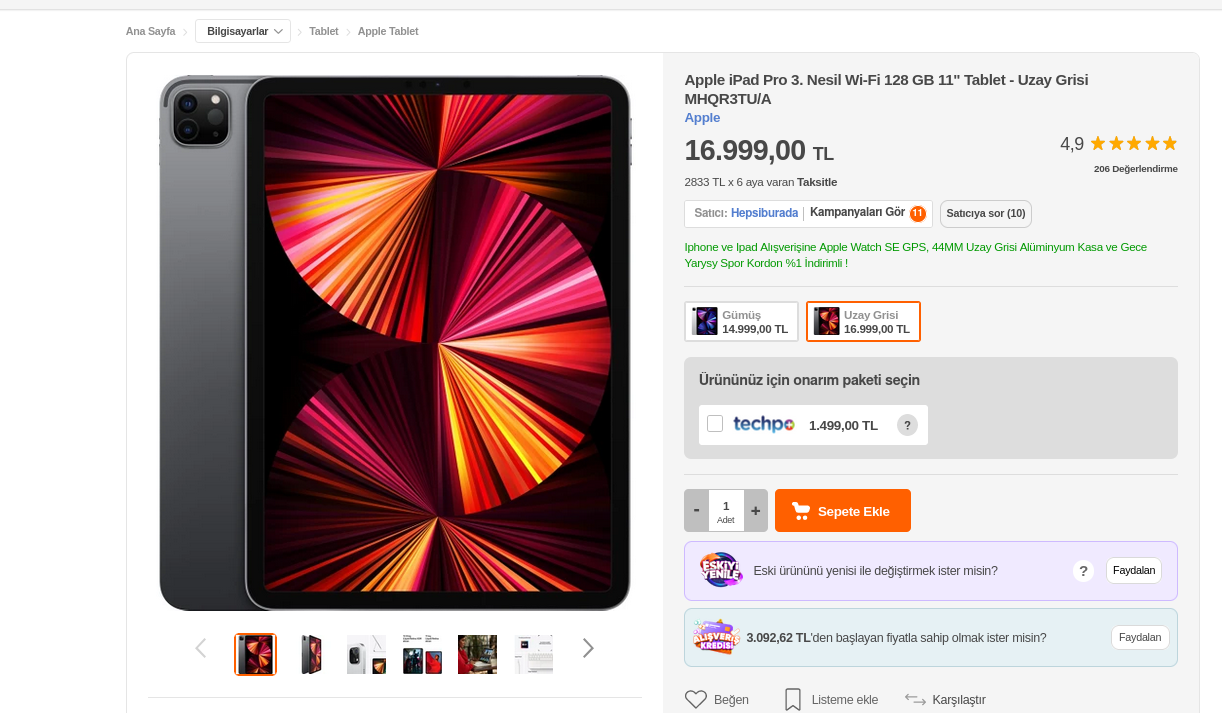 Ana Sayfa
Bilgisayarlar
Tablet
Apple Tablet
Apple iPad Pro 3. Nesil Wi-Fi 128 GB 11" Tablet - Uzay Grisi
MHQR3TU/A
Apple
16.999,00 TL
4,9
206 Değerlendirme
2833 TL x 6 aya varan Taksitle
Satıcı: Hepsiburada
Kampanyaları Gör 11
Satıcıya sor (10)
Iphone ve Ipad Alışverişine Apple Watch SE GPS, 44MM Uzay Grisi Alüminyum Kasa ve Gece
Yarysy Spor Kordon %1 İndirimli !
Gümüş
14.999,00 TL
Uzay Grisi
16.999,00 TL
Ürününüz için onarım paketi seçin
techpo
1.499,00 TL
?
-
1
Adet
+
Sepete Ekle
ESKİYİ
YENİLE
Eski ürününü yenisi ile değiştirmek ister misin?
?
Faydalan
ALIŞVERİŞ
KREDİSİ
3.092,62 TL'den başlayan fiyatla sahip olmak ister misin?
Faydalan
Beğen
Listeme ekle
Karşılaştır